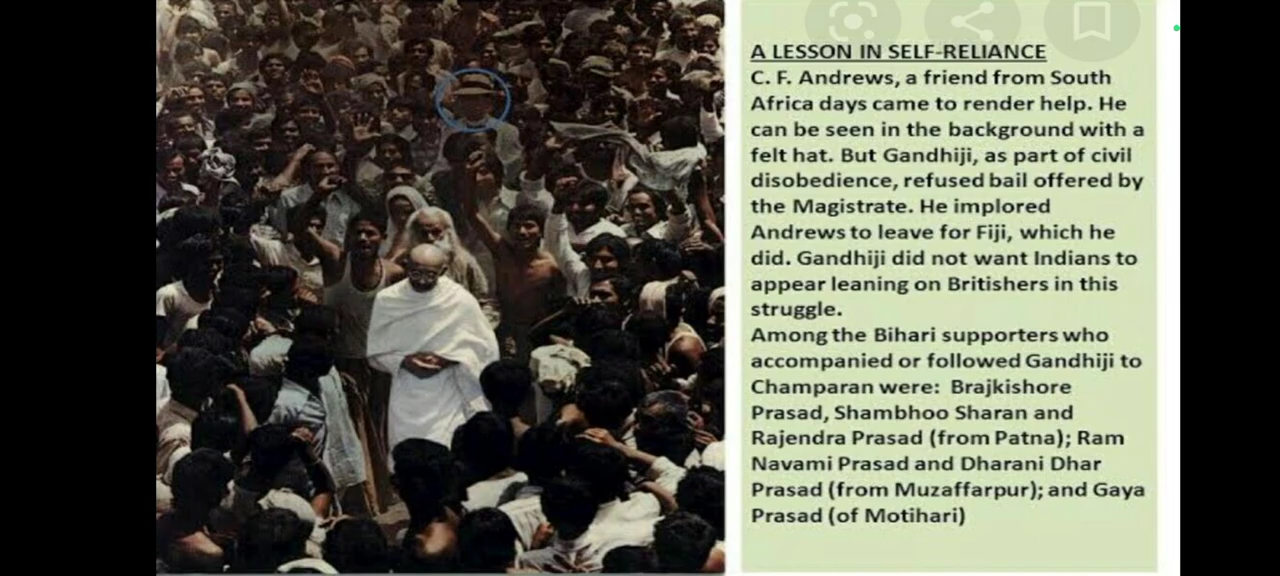 A LESSON IN SELF-RELIANCE
C. F. Andrews, a friend from South
Africa days came to render help. He
can be seen in the background with a
felt hat. But Gandhiji, as part of civil
disobedience, refused bail offered by
the Magistrate. He implored
Andrews to leave for Fiji, which he
did. Gandhiji did not want Indians to
appear leaning on Britishers in this
struggle.
Among the Bihari supporters who
accompanied or followed Gandhiji to
Champaran were: Brajkishore
Prasad, Shambhoo Sharan and
Rajendra Prasad (from Patna); Ram
Navami Prasad and Dharani Dhar
Prasad (from Muzaffarpur); and Gaya
Prasad (of Motihari)